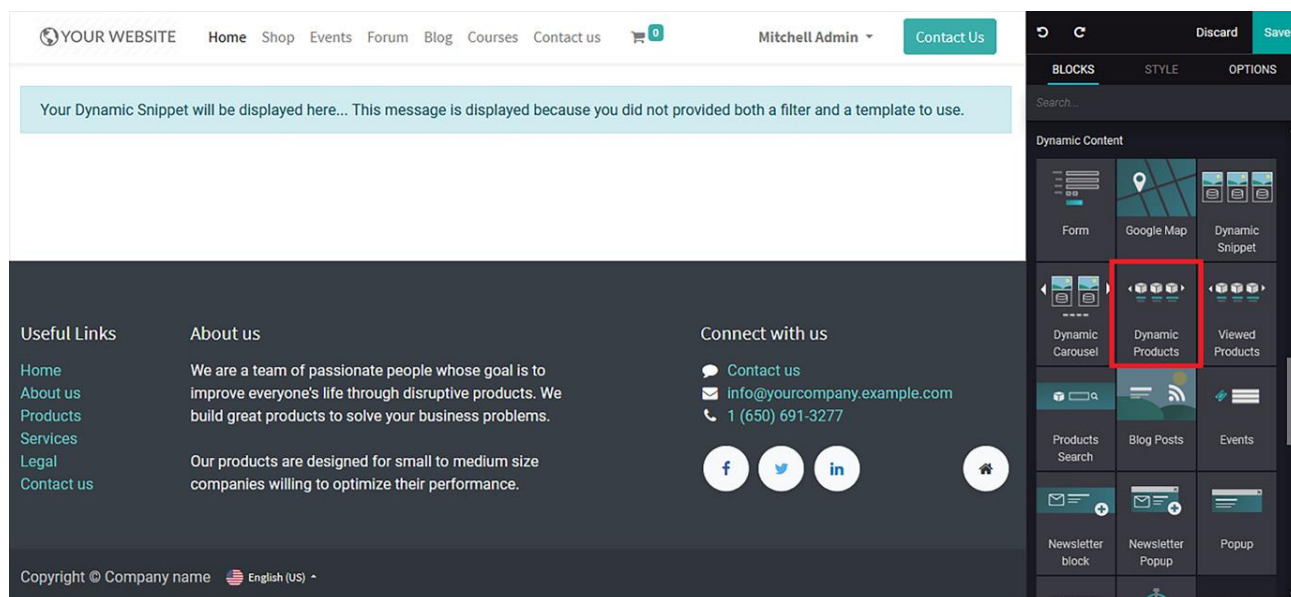 YOUR WEBSITE Home Shop Events Forum Blog Courses Contact us 0 Mitchell Admin Contact Us
Your Dynamic Snippet will be displayed here... This message is displayed because you did not provided both a filter and a template to use.
Useful Links
Home
About us
Products
Services
Legal
Contact us
About us
We are a team of passionate people whose goal is to
improve everyone's life through disruptive products. We
build great products to solve your business problems.
Our products are designed for small to medium size
companies willing to optimize their performance.
Connect with us
Contact us
info@yourcompany.example.com
1 (650) 691-3277
f in
Copyright © Company name English (US)
Discard Save
BLOCKS STYLE OPTIONS
Search...
Dynamic Content
Form Google Map Dynamic
Snippet
Dynamic
Carousel
Dynamic
Products
Viewed
Products
Products
Search
Blog Posts
Events
Newsletter
block
Newsletter
Popup
Popup